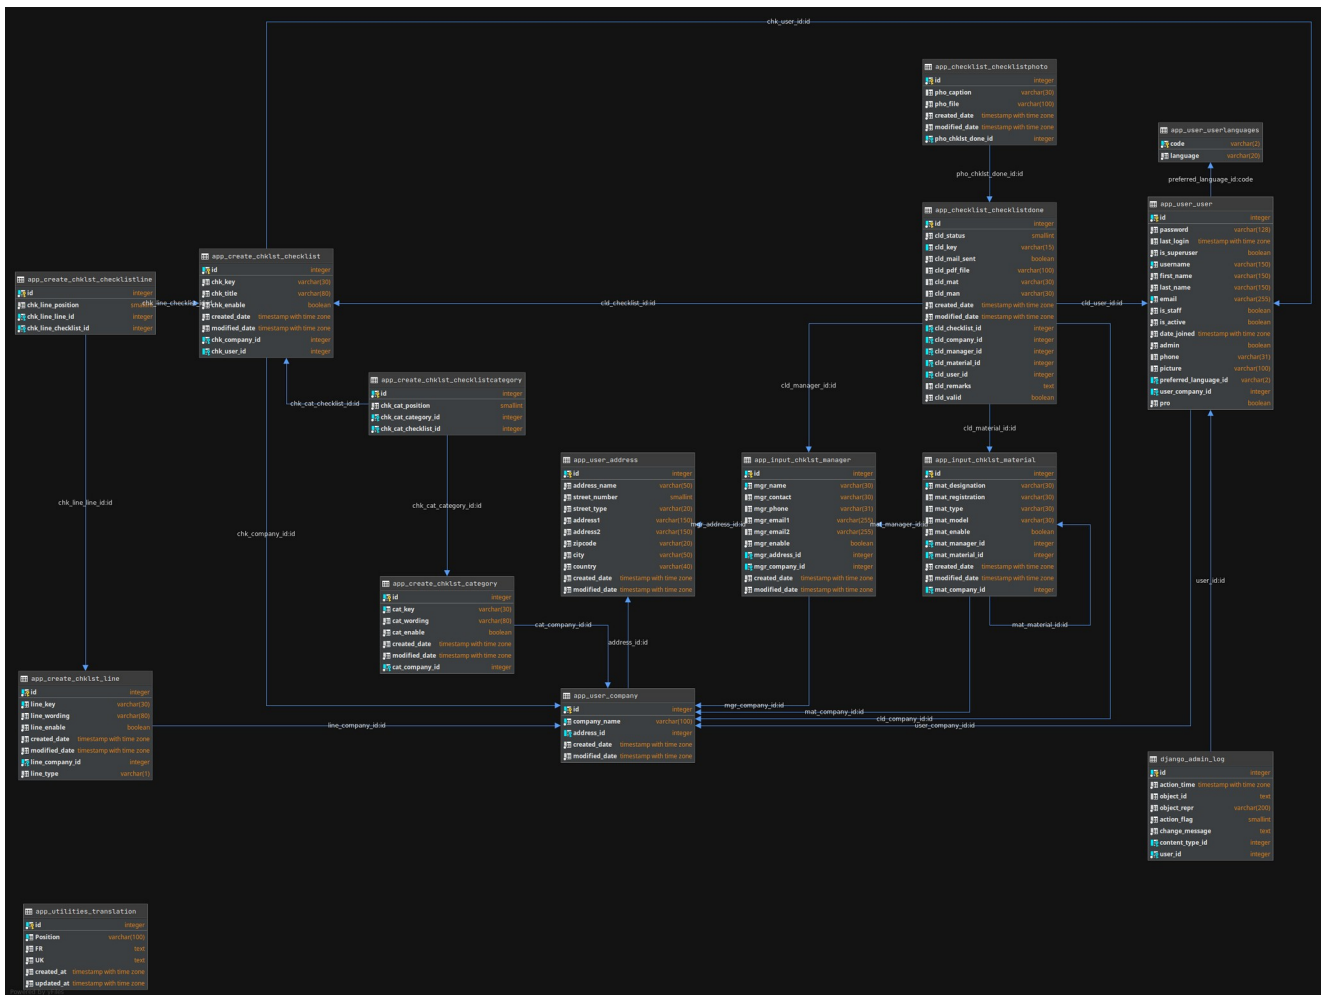 chk_user_id:id
app_checklist_checklistphoto
id integer
pho_caption varchar(30)
pho_file varchar(100)
created_date timestamp with time zone
modified_date timestamp with time zone
pho_chklst_done_id integer
pho_chklst_done_id:id
app_user_userlanguages
code varchar(2)
language varchar(20)
preferred_language_id:code
app_user_user
id integer
password varchar(128)
last_login timestamp with time zone
is_superuser boolean
username varchar(150)
first_name varchar(150)
last_name varchar(150)
email varchar(255)
is_staff boolean
is_active boolean
date_joined timestamp with time zone
admin boolean
phone varchar(31)
picture varchar(100)
preferred_language_id varchar(2)
user_company_id integer
pro boolean
app_checklist_checklistdone
id integer
cld_status smallint
cld_key varchar(15)
cld_mail_sent boolean
cld_pdf_file varchar(100)
cld_mat varchar(30)
cld_man varchar(30)
created_date timestamp with time zone
modified_date timestamp with time zone
cld_checklist_id integer
cld_company_id integer
cld_manager_id integer
cld_material_id integer
cld_user_id integer
cld_remarks text
cld_valid boolean
cld_checklist_id:id
cld_user_id:id
cld_manager_id:id
cld_material_id:id
app_create_chklst_checklist
id integer
chk_key varchar(30)
chk_title varchar(80)
chk_enable boolean
created_date timestamp with time zone
modified_date timestamp with time zone
chk_company_id integer
chk_user_id integer
app_create_chklst_checklistline
id integer
chk_line_position
chk_line_line_id integer
chk_line_checklist_id integer
chk_line_line_id:id
app_create_chklst_checklistcategory
id integer
chk_cat_position smallint
chk_cat_category_id integer
chk_cat_checklist_id integer
chk_cat_checklist_id:id
chk_cat_category_id:id
chk_company_id:id
app_user_address
id integer
address_name varchar(50)
street_number smallint
street_type varchar(20)
address1 varchar(150)
address2 varchar(150)
zipcode varchar(20)
city varchar(50)
country varchar(40)
created_date timestamp with time zone
modified_date timestamp with time zone
mgr_address_id:id
app_input_chklst_manager
id integer
mgr_name varchar(30)
mgr_contact varchar(30)
mgr_phone varchar(31)
mgr_email1 varchar(255)
mgr_email2 varchar(255)
mgr_enable boolean
mgr_address_id integer
mgr_company_id integer
created_date timestamp with time zone
modified_date timestamp with time zone
mat_manager_id:id
app_input_chklst_material
id integer
mat_designation varchar(30)
mat_registration varchar(30)
mat_type varchar(30)
mat_model varchar(30)
mat_enable boolean
mat_manager_id integer
mat_material_id integer
created_date timestamp with time zone
modified_date timestamp with time zone
mat_company_id integer
mat_material_id:id
user_id:id
app_create_chklst_category
id integer
cat_key varchar(30)
cat_wording varchar(80)
cat_enable boolean
created_date timestamp with time zone
modified_date timestamp with time zone
cat_company_id integer
cat_company_id:id
address_id:id
app_create_chklst_line
id integer
line_key varchar(30)
line_wording varchar(80)
line_enable boolean
created_date timestamp with time zone
modified_date timestamp with time zone
line_company_id integer
line_type varchar(1)
line_company_id:id
app_user_company
id integer
company_name varchar(100)
address_id integer
created_date timestamp with time zone
modified_date timestamp with time zone
mgr_company_id:id
mat_company_id:id
cld_company_id:id
user_company_id:id
django_admin_log
id integer
action_time timestamp with time zone
object_id text
object_repr varchar(200)
action_flag smallint
change_message text
content_type_id integer
user_id integer
app_utilities_translation
id integer
Position varchar(100)
FR text
UK text
created_at timestamp with time zone
updated_at timestamp with time zone